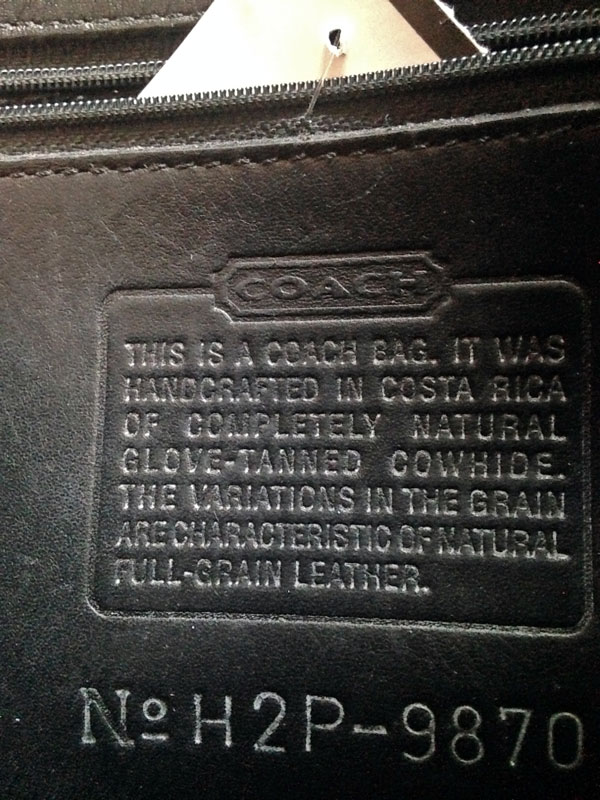 COACH
THIS IS A COACH BAG. IT WAS
HANDCRAFTED IN COSTA RICA
OF COMPLETELY NATURAL
GLOVE-TANNED COWHIDE.
THE VARIATIONS IN THE GRAIN
ARE CHARACTERISTIC OF NATURAL
FULL-GRAIN LEATHER.
Nº H2P-9870